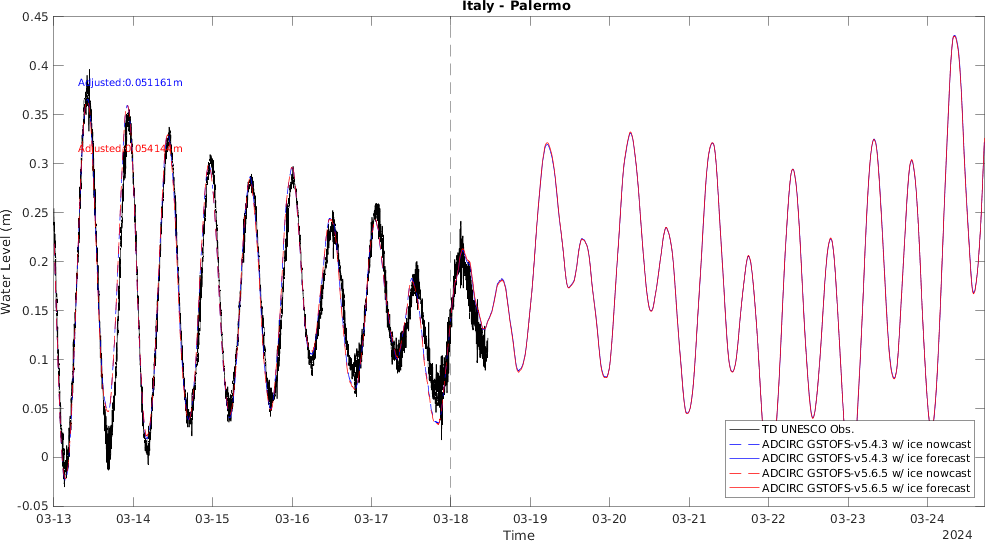 Italy - Palermo
0.45
0.4
0.35
0.3
0.25
0.2
0.15
0.1
0.05
0
-0.05
Water Level (m)
Adjusted:0.051161m
03-13
03-14
03-15
03-16
03-17
03-18
03-19
03-20
03-21
03-22
03-23
03-24
Time
2024
TD UNESCO Obs.
ADCIRC GSTOFS-v5.4.3 w/ ice nowcast
ADCIRC GSTOFS-v5.4.3 w/ ice forecast
ADCIRC GSTOFS-v5.6.5 w/ ice nowcast
ADCIRC GSTOFS-v5.6.5 w/ ice forecast